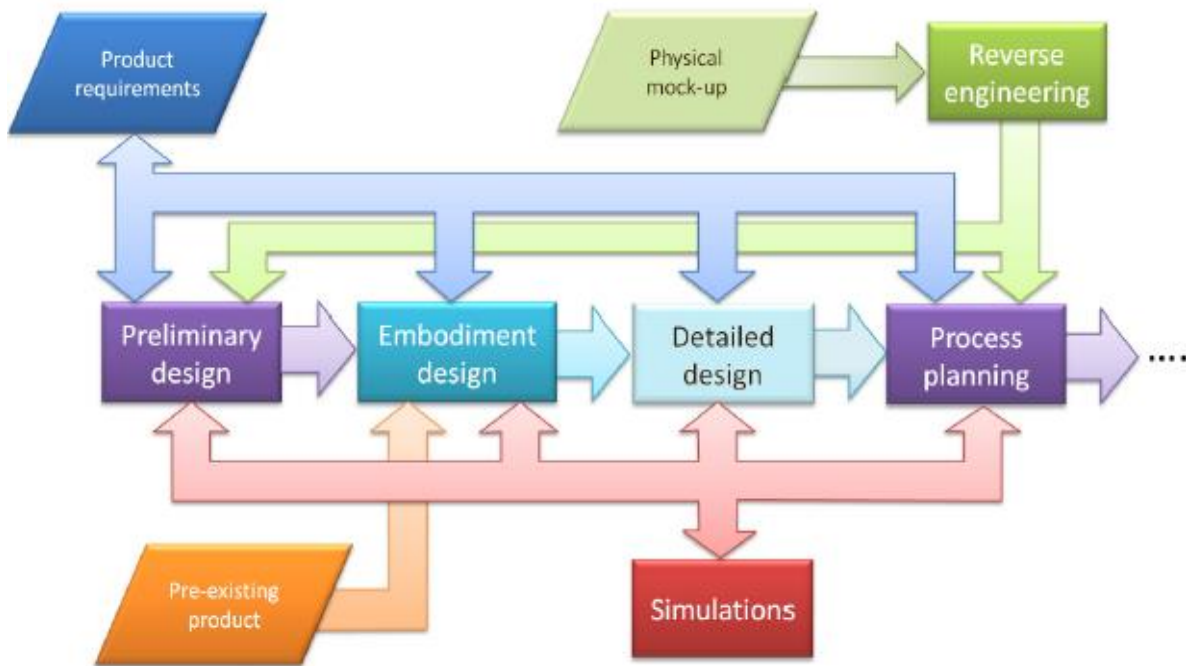 Product
requirements
Physical
mock-up
Reverse
engineering
Preliminary
design
Embodiment
design
Detailed
design
Process
planning
....
Pre-existing
product
Simulations